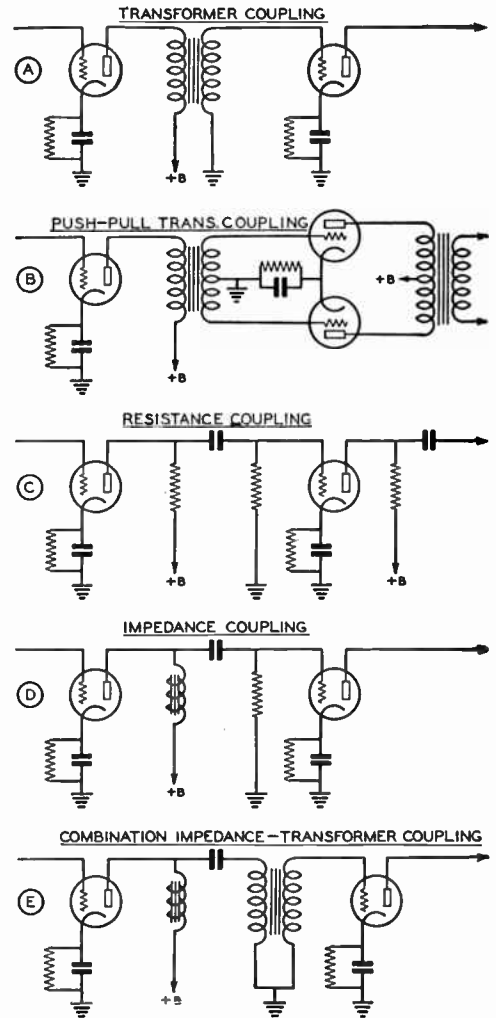 TRANSFORMER COUPLING
A
+B
PUSH-PULL TRANS. COUPLING
B
+B
+B
RESISTANCE COUPLING
C
+B
+B
IMPEDANCE COUPLING
D
+B
COMBINATION IMPEDANCE-TRANSFORMER COUPLING
E
+B